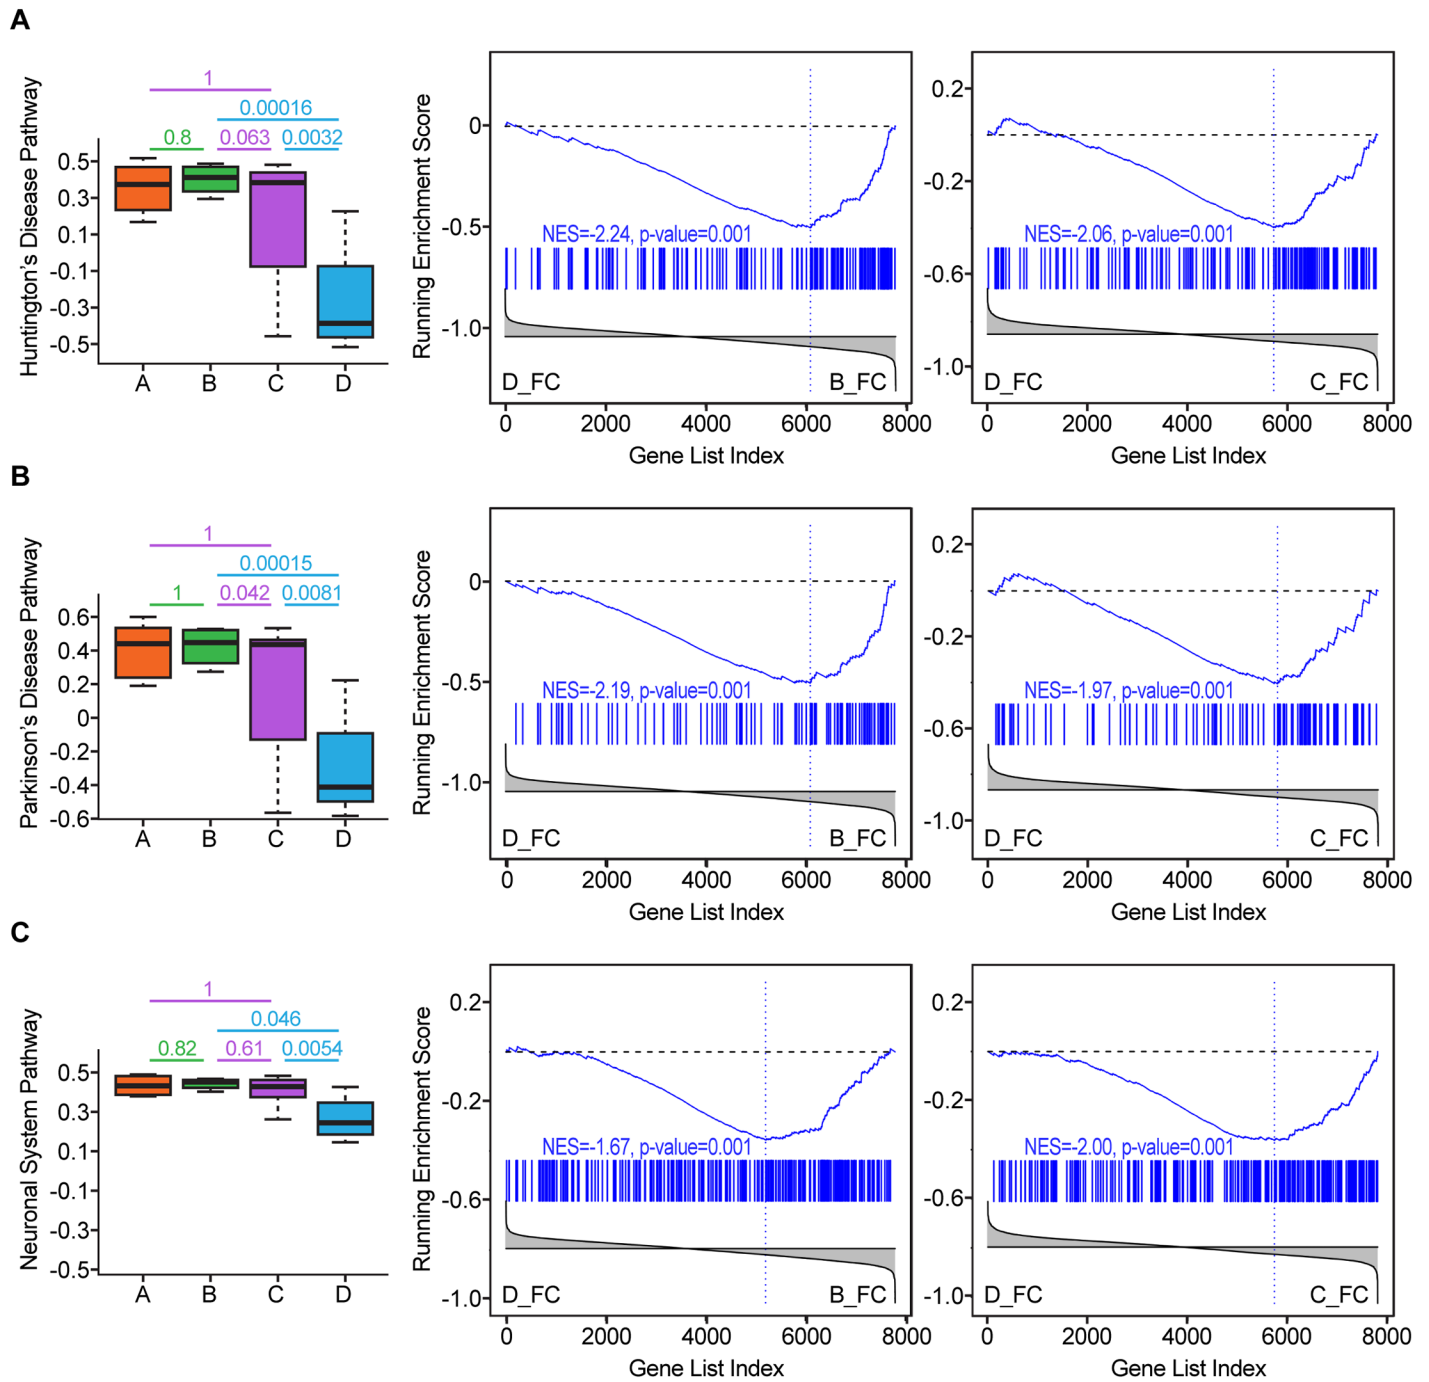 A
Huntington's Disease Pathway
1
0.00016
0.8 0.063 0.0032
0.5
0.3
0.1
-0.1
-0.3
-0.5
A B C D
Running Enrichment Score
0
-0.5
-1.0
NES=-2.24, p-value=0.001
D_FC B_FC
0 2000 4000 6000 8000
Gene List Index
0.2
-0.2
-0.6
-1.0
NES=-2.06, p-value=0.001
D_FC C_FC
0 2000 4000 6000 8000
Gene List Index
B
Parkinson's Disease Pathway
1
0.00015
1 0.042 0.0081
0.6
0.4
0.2
0
-0.2
-0.4
-0.6
A B C D
Running Enrichment Score
0
-0.5
-1.0
NES=-2.19, p-value=0.001
D_FC B_FC
0 2000 4000 6000 8000
Gene List Index
0.2
-0.2
-0.6
-1.0
NES=-1.97, p-value=0.001
D_FC C_FC
0 2000 4000 6000 8000
Gene List Index
C
Neuronal System Pathway
1
0.046
0.82 0.61 0.0054
0.5
0.3
0.1
-0.1
-0.3
-0.5
A B C D
Running Enrichment Score
0.2
-0.2
-0.6
-1.0
NES=-1.67, p-value=0.001
D_FC B_FC
0 2000 4000 6000 8000
Gene List Index
0.2
-0.2
-0.6
-1.0
NES=-2.00, p-value=0.001
D_FC C_FC
0 2000 4000 6000 8000
Gene List Index